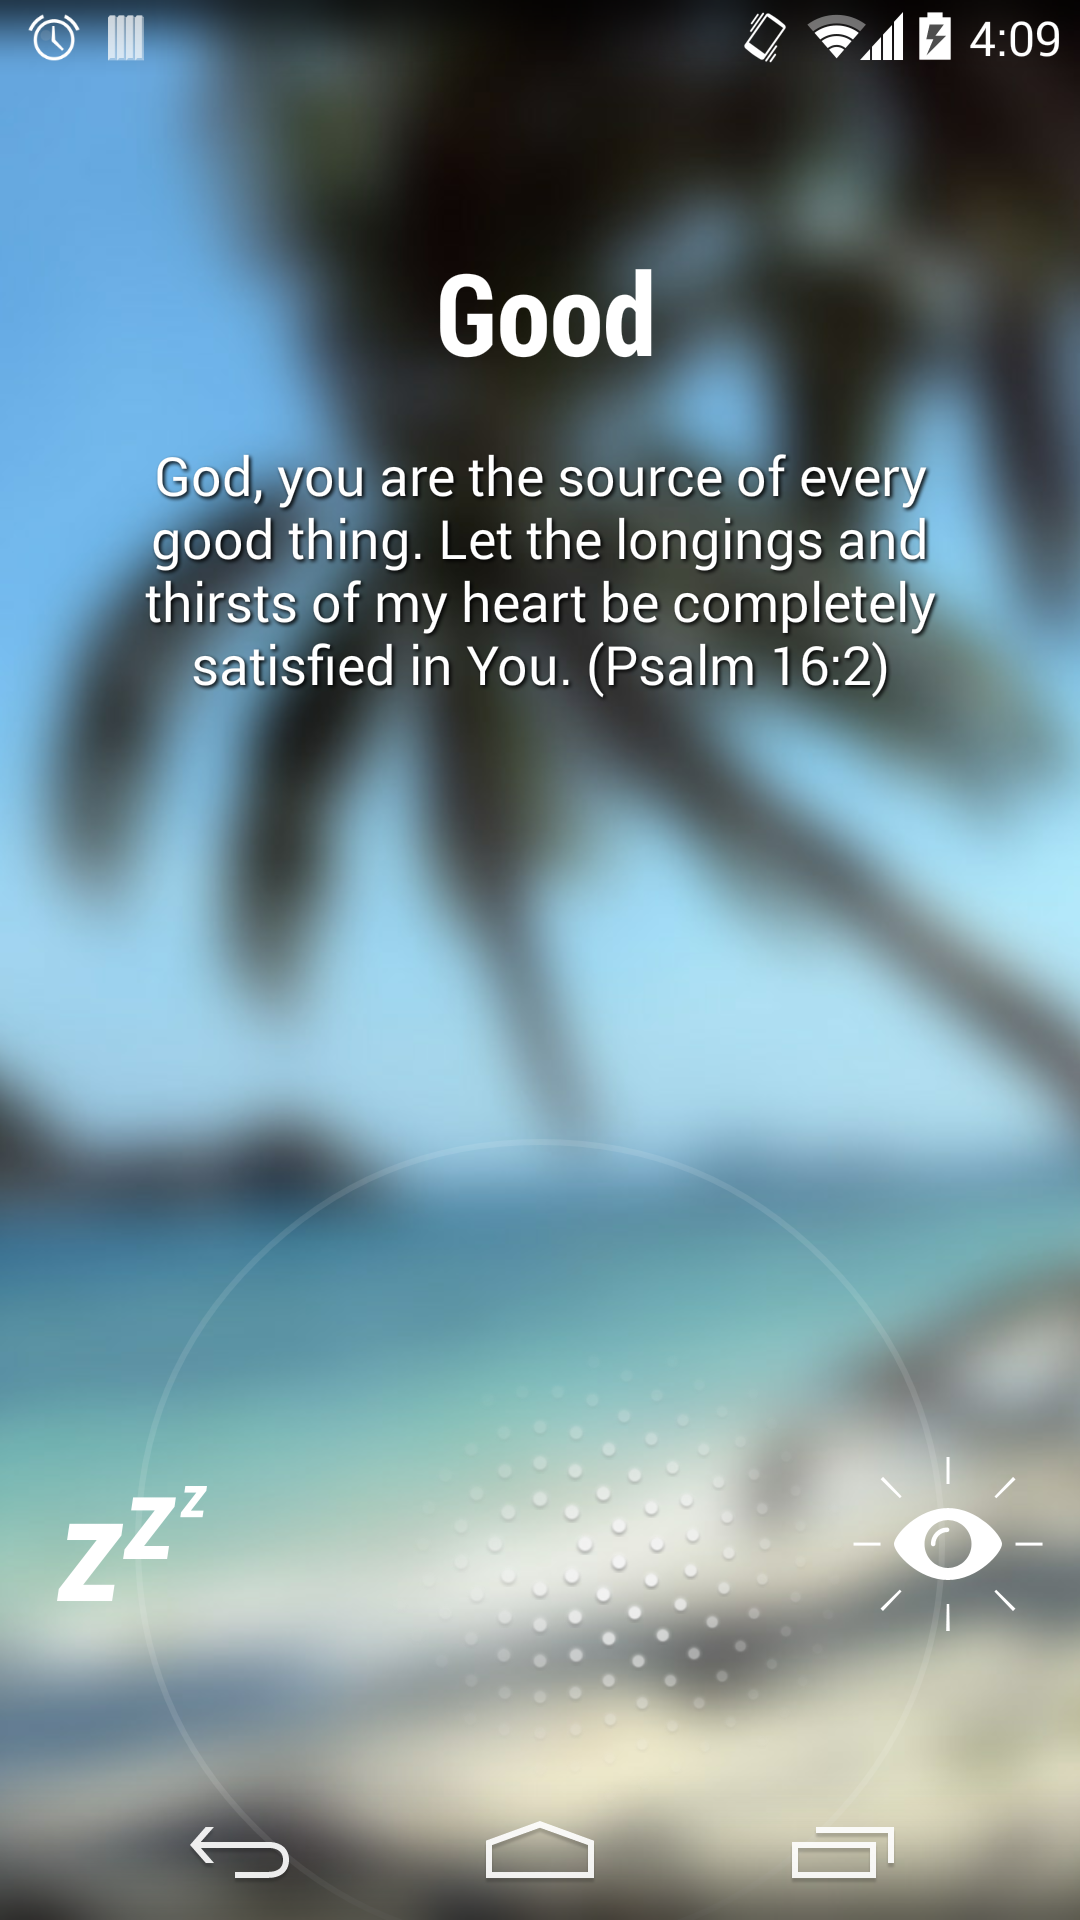 4:09
Good
God, you are the source of every
good thing. Let the longings and
thirsts of my heart be completely
satisfied in You. (Psalm 16:2)
zzz